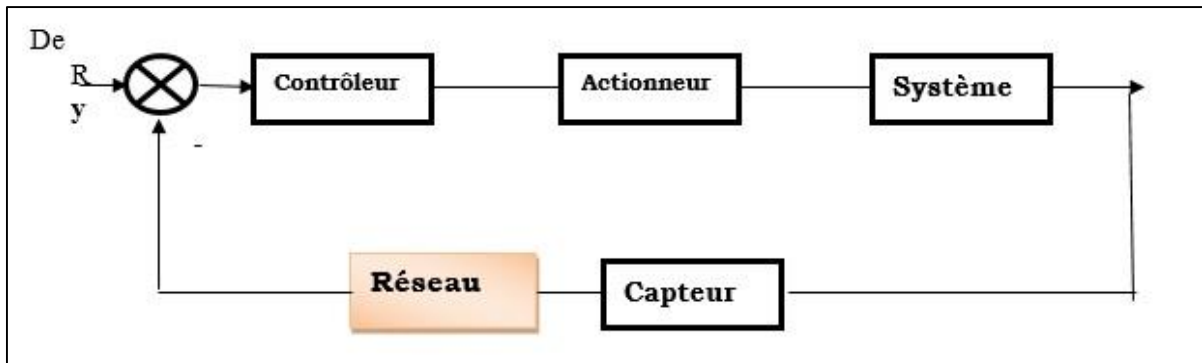 De
R
y
-
Contrôleur
Actionneur
Système
Réseau
Capteur